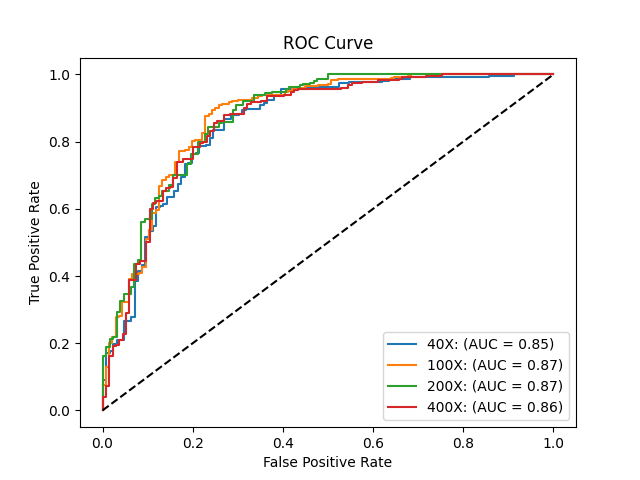 ROC Curve
True Positive Rate
1.0
0.8
0.6
0.4
0.2
0.0
40X: (AUC = 0.85)
100X: (AUC = 0.87)
200X: (AUC = 0.87)
400X: (AUC = 0.86)
0.0 0.2 0.4 0.6 0.8 1.0
False Positive Rate